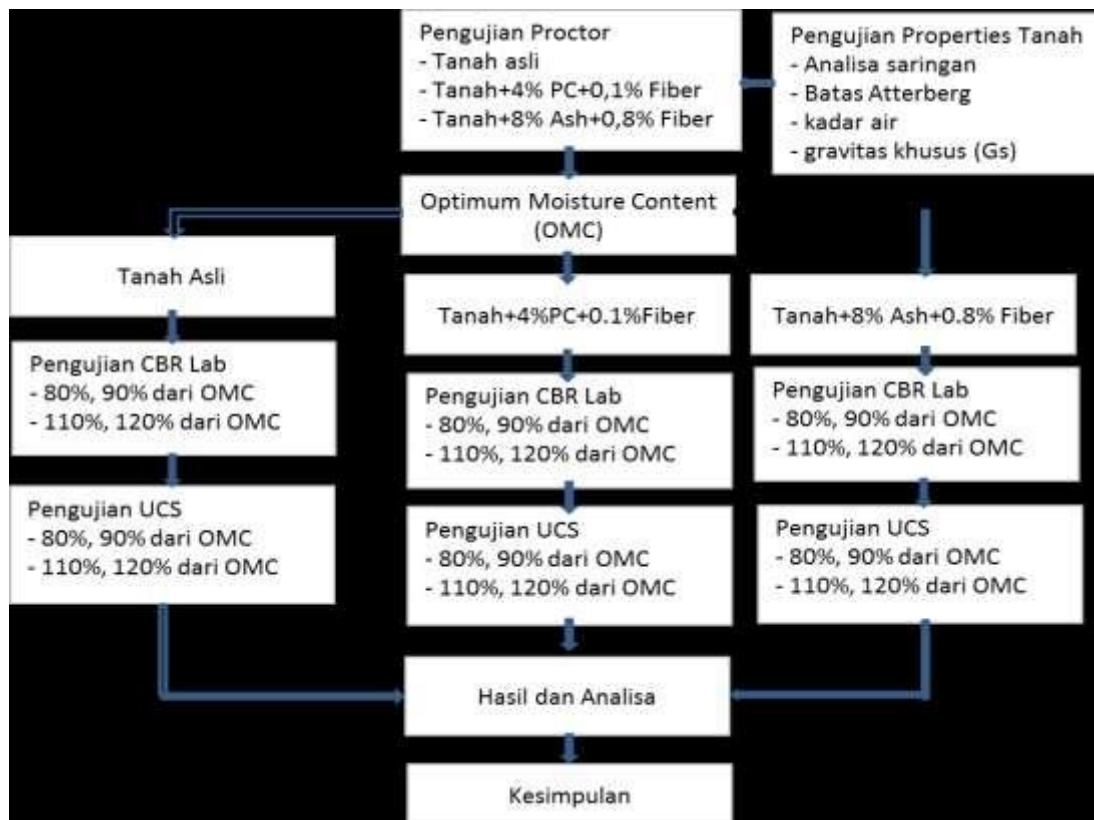 Pengujian Proctor
- Tanah asli
- Tanah+4% PC+0,1% Fiber
- Tanah+8% Ash+0,8% Fiber
Pengujian Properties Tanah
- Analisa saringan
- Batas Atterberg
- kadar air
- gravitas khusus (Gs)
Optimum Moisture Content
(OMC)
Tanah Asli
Tanah+4%PC+0.1%Fiber
Tanah+8% Ash+0.8% Fiber
Pengujian CBR Lab
- 80%, 90% dari OMC
- 110%, 120% dari OMC
Pengujian CBR Lab
- 80%, 90% dari OMC
- 110%, 120% dari OMC
Pengujian CBR Lab
- 80%, 90% dari OMC
- 110%, 120% dari OMC
Pengujian UCS
- 80%, 90% dari OMC
- 110%, 120% dari OMC
Pengujian UCS
- 80%, 90% dari OMC
- 110%, 120% dari OMC
Pengujian UCS
- 80%, 90% dari OMC
- 110%, 120% dari OMC
Hasil dan Analisa
Kesimpulan